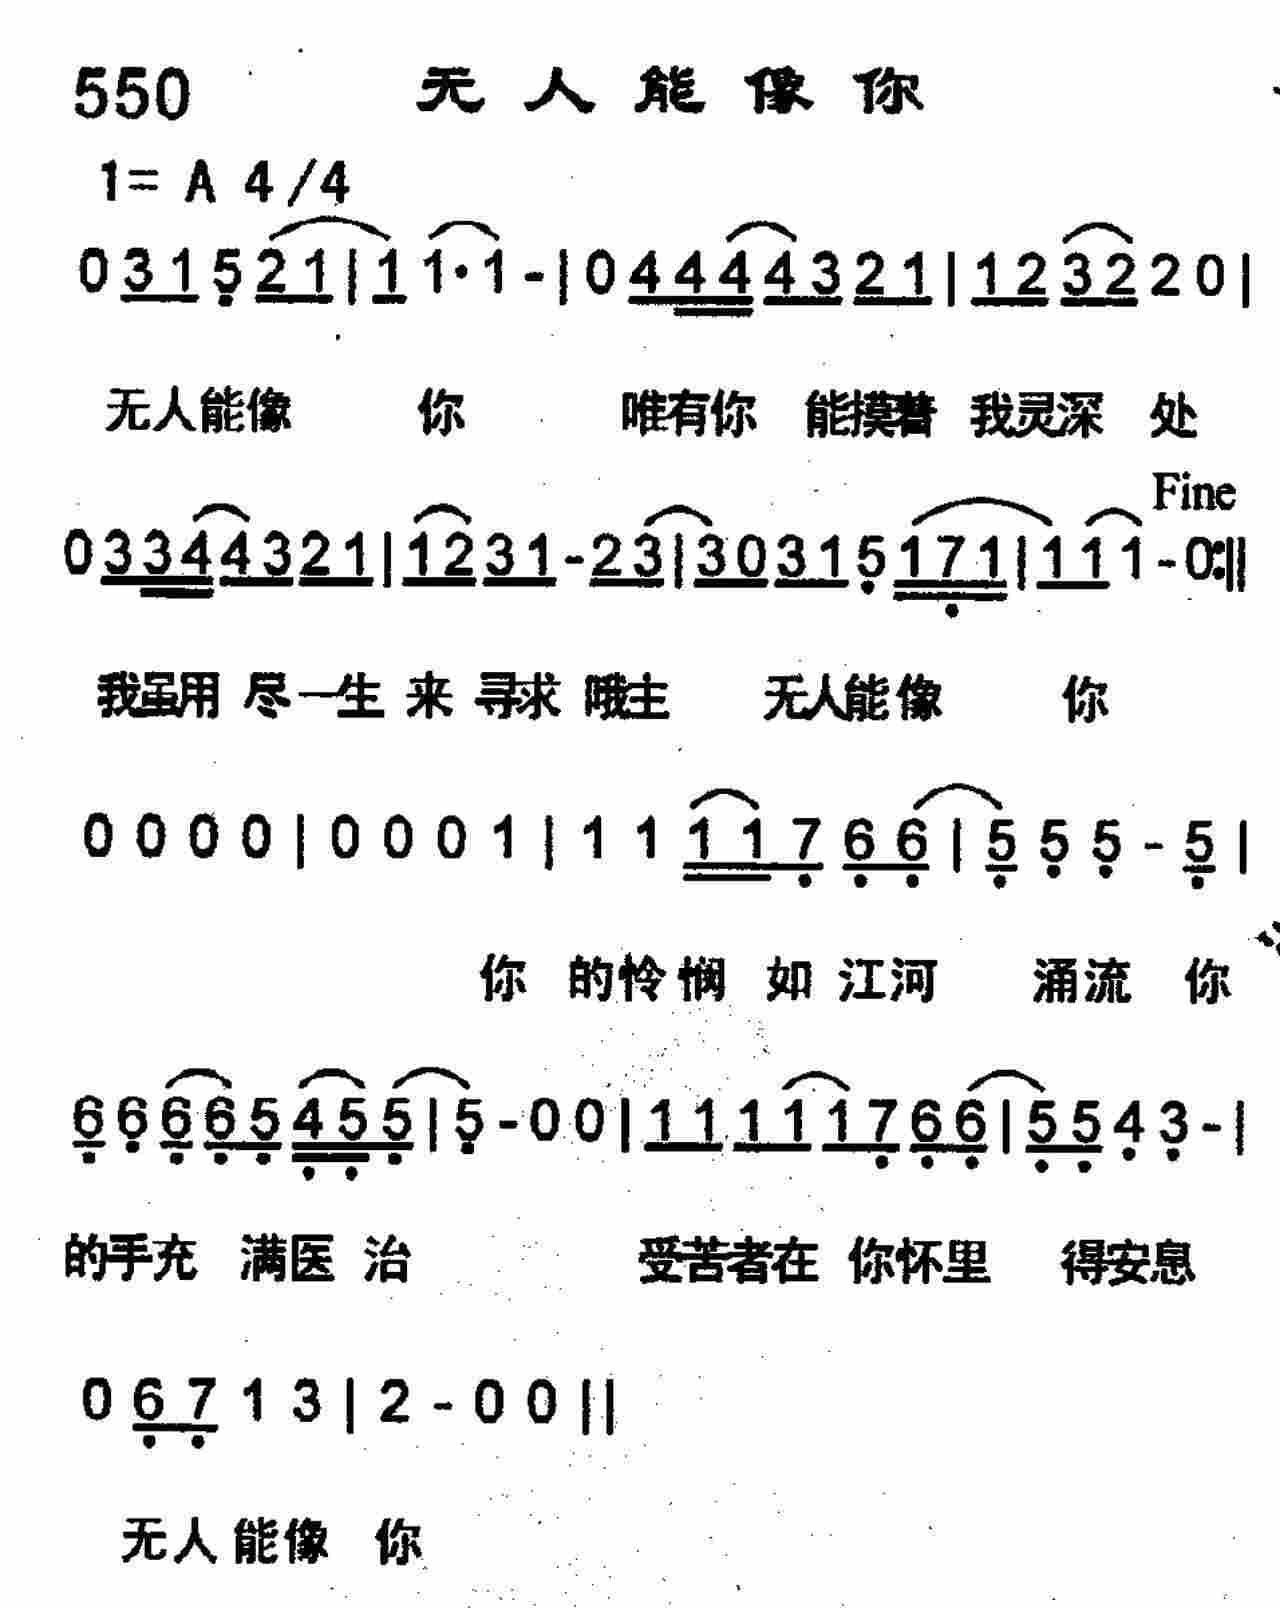 550 无人能像你
1= A 4/4
0 3 1 5 2 1 | 1 1· 1 - | 0 4 4 4 4 3 2 1 | 1 2 3 2 2 0 |
无人能像 你 唯有你 能摸着 我灵深 处
Fine
0 3 3 4 4 3 2 1 | 1 2 3 1 - 2 3 | 3 0 3 1 5 1 7 1 | 1 1 1 - 0 :||
我虽用 尽一生 来 寻求 哦主 无人能像 你
0 0 0 0 | 0 0 0 1 | 1 1 1 1 7 6 6 | 5 5 5 - 5 |
你 的怜悯 如 江河 涌流 你
6 6 6 6 5 4 5 5 | 5 - 0 0 | 1 1 1 1 1 7 6 6 | 5 5 4 3 - |
的手充 满医 治 受苦者在 你怀里 得安息
0 6 7 1 3 | 2 - 0 0 ||
无人能像 你